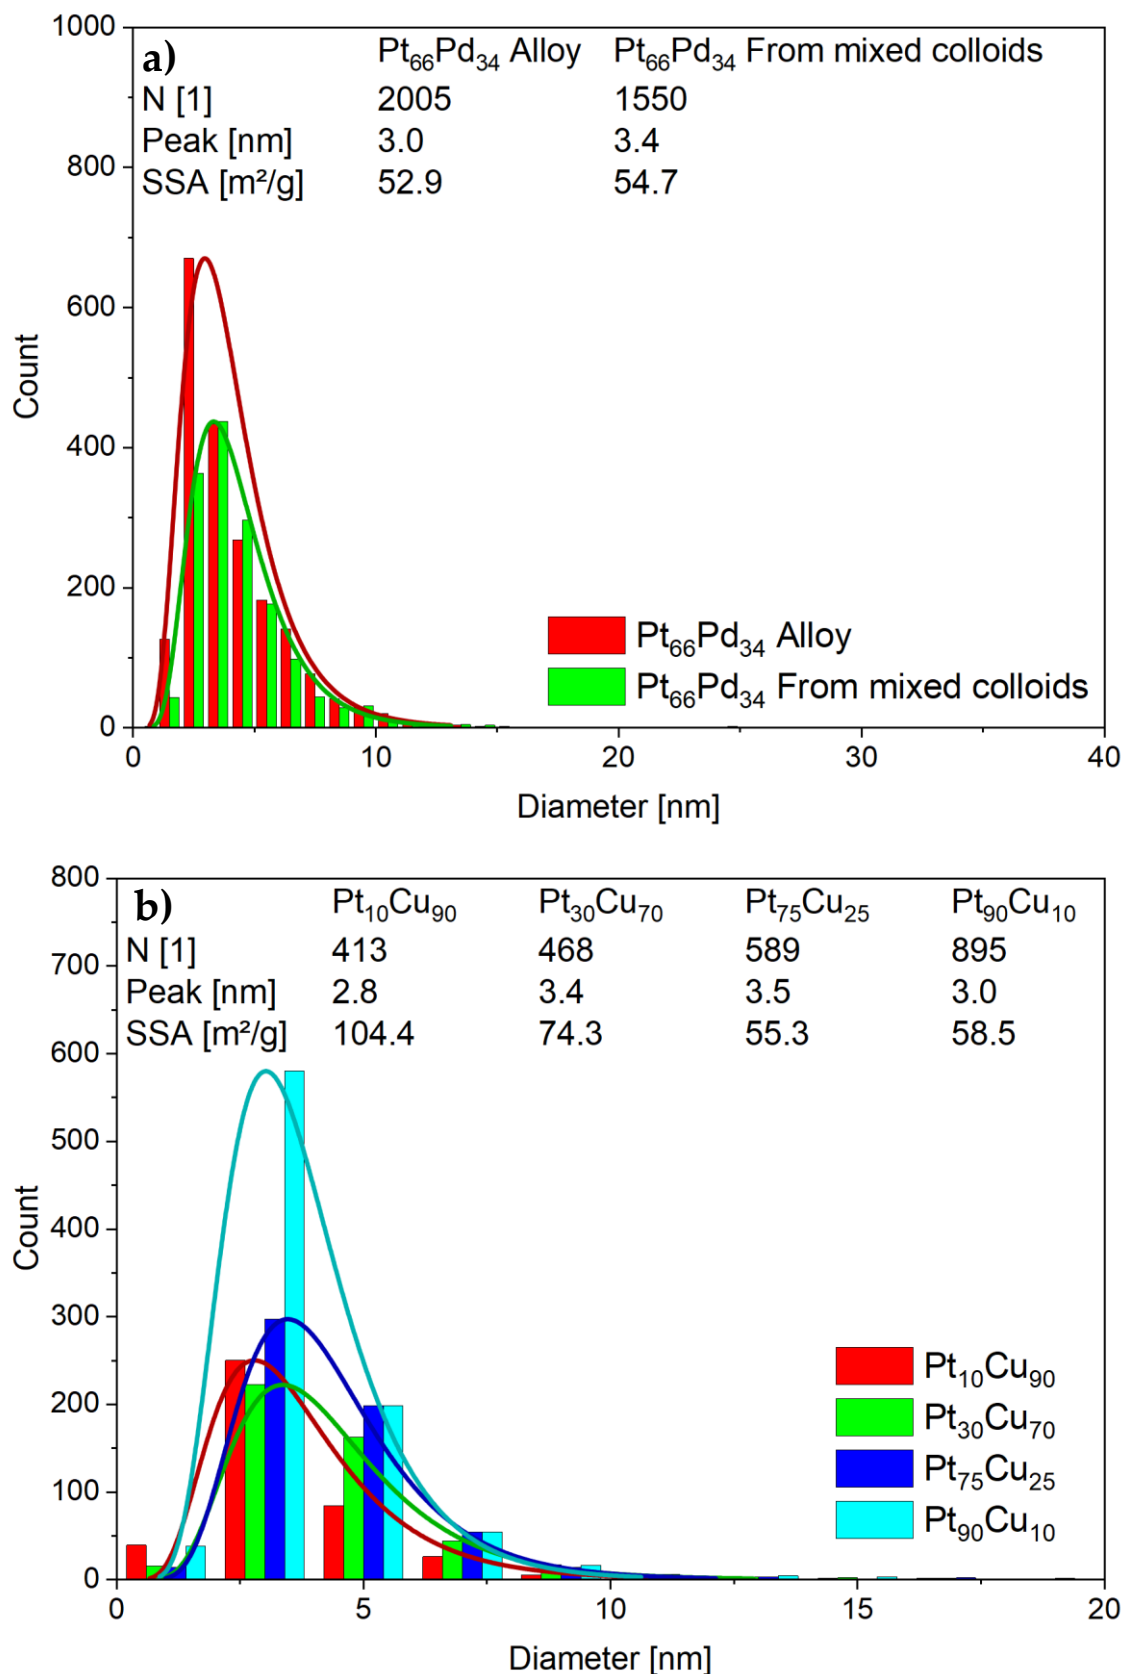 a)
Pt₆₆Pd₃₄ Alloy Pt₆₆Pd₃₄ From mixed colloids
N [1] 2005 1550
Peak [nm] 3.0 3.4
SSA [m²/g] 52.9 54.7
1000
800
600
400
200
0
Count
Pt₆₆Pd₃₄ Alloy
Pt₆₆Pd₃₄ From mixed colloids
0 10 20 30 40
Diameter [nm]
b)
Pt₁₀Cu₉₀ Pt₃₀Cu₇₀ Pt₇₅Cu₂₅ Pt₉₀Cu₁₀
N [1] 413 468 589 895
Peak [nm] 2.8 3.4 3.5 3.0
SSA [m²/g] 104.4 74.3 55.3 58.5
800
700
600
500
400
300
200
100
0
Count
Pt₁₀Cu₉₀
Pt₃₀Cu₇₀
Pt₇₅Cu₂₅
Pt₉₀Cu₁₀
0 5 10 15 20
Diameter [nm]